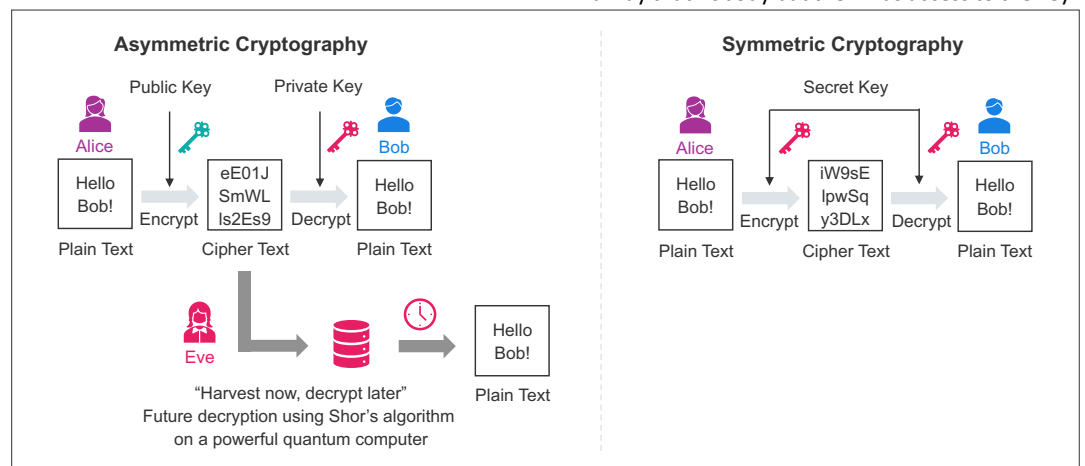 Asymmetric Cryptography
Public Key
Private Key
Alice
Bob
Hello
Bob!
Encrypt
eE01J
SmWL
ls2Es9
Decrypt
Hello
Bob!
Plain Text
Cipher Text
Plain Text
Eve
Hello
Bob!
Plain Text
“Harvest now, decrypt later”
Future decryption using Shor’s algorithm
on a powerful quantum computer
Symmetric Cryptography
Secret Key
Alice
Bob
Hello
Bob!
Encrypt
iW9sE
lpwSq
y3DLx
Decrypt
Hello
Bob!
Plain Text
Cipher Text
Plain Text